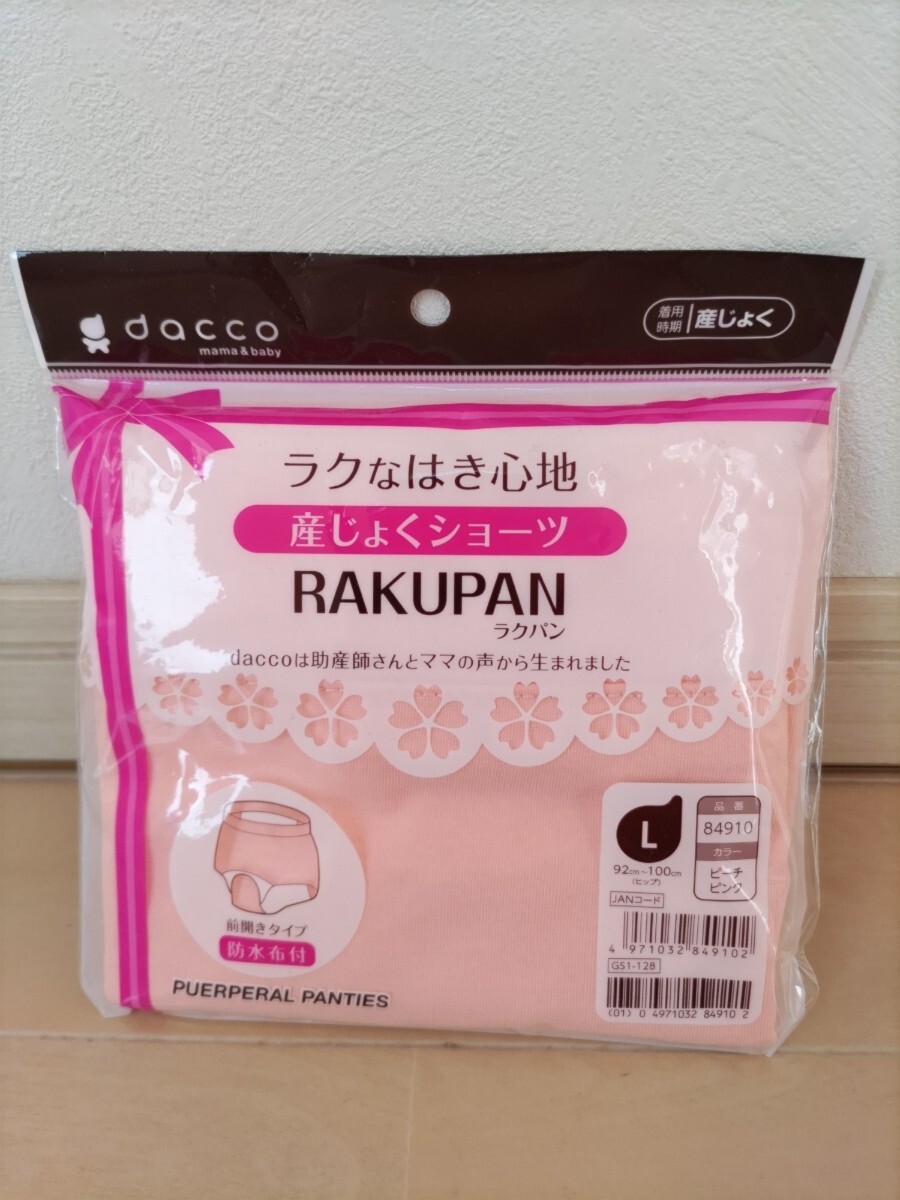 dacco
mama & baby
着用時期 産じょく
ラクなはき心地
産じょくショーツ
RAKUPAN
ラクパン
daccoは助産師さんとママの声から生まれました
前開きタイプ
防水布付
PUERPERAL PANTIES
L
92cm~100cm
(ヒップ)
品番
84910
カラー
ピーチ
ピンク
JANコード
4 971032 849102
GS1-128
(01) 0 4971032 84910 2